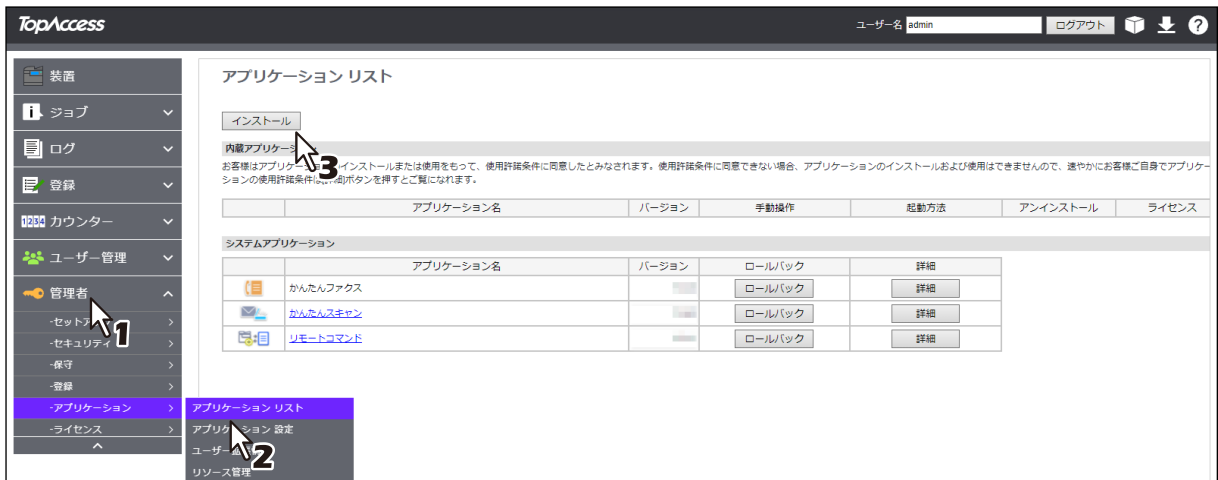 TopAccess
ユーザー名 admin ログアウト ?
装置
i ジョブ
ログ
登録
1234 カウンター
ユーザー管理
管理者
1
-セキュリティ
-保守
-登録
-アプリケーション
-ライセンス
アプリケーション リスト
アプリケーション 設定
2
リソース管理
アプリケーション リスト
インストール
3
内蔵アプリケーション
お客様はアプリケーションのインストールまたは使用をもって、使用許諾条件に同意したとみなされます。使用許諾条件に同意できない場合、アプリケーションのインストールおよび使用はできませんので、速やかにお客様ご自身でアプリケー
ションの使用許諾条件は[詳細]ボタンを押すとご覧になれます。
アプリケーション名 バージョン 手動操作 起動方法 アンインストール ライセンス
システムアプリケーション
アプリケーション名 バージョン ロールバック 詳細
かんたんファクス ロールバック 詳細
かんたんスキャン ロールバック 詳細
リモートコマンド ロールバック 詳細